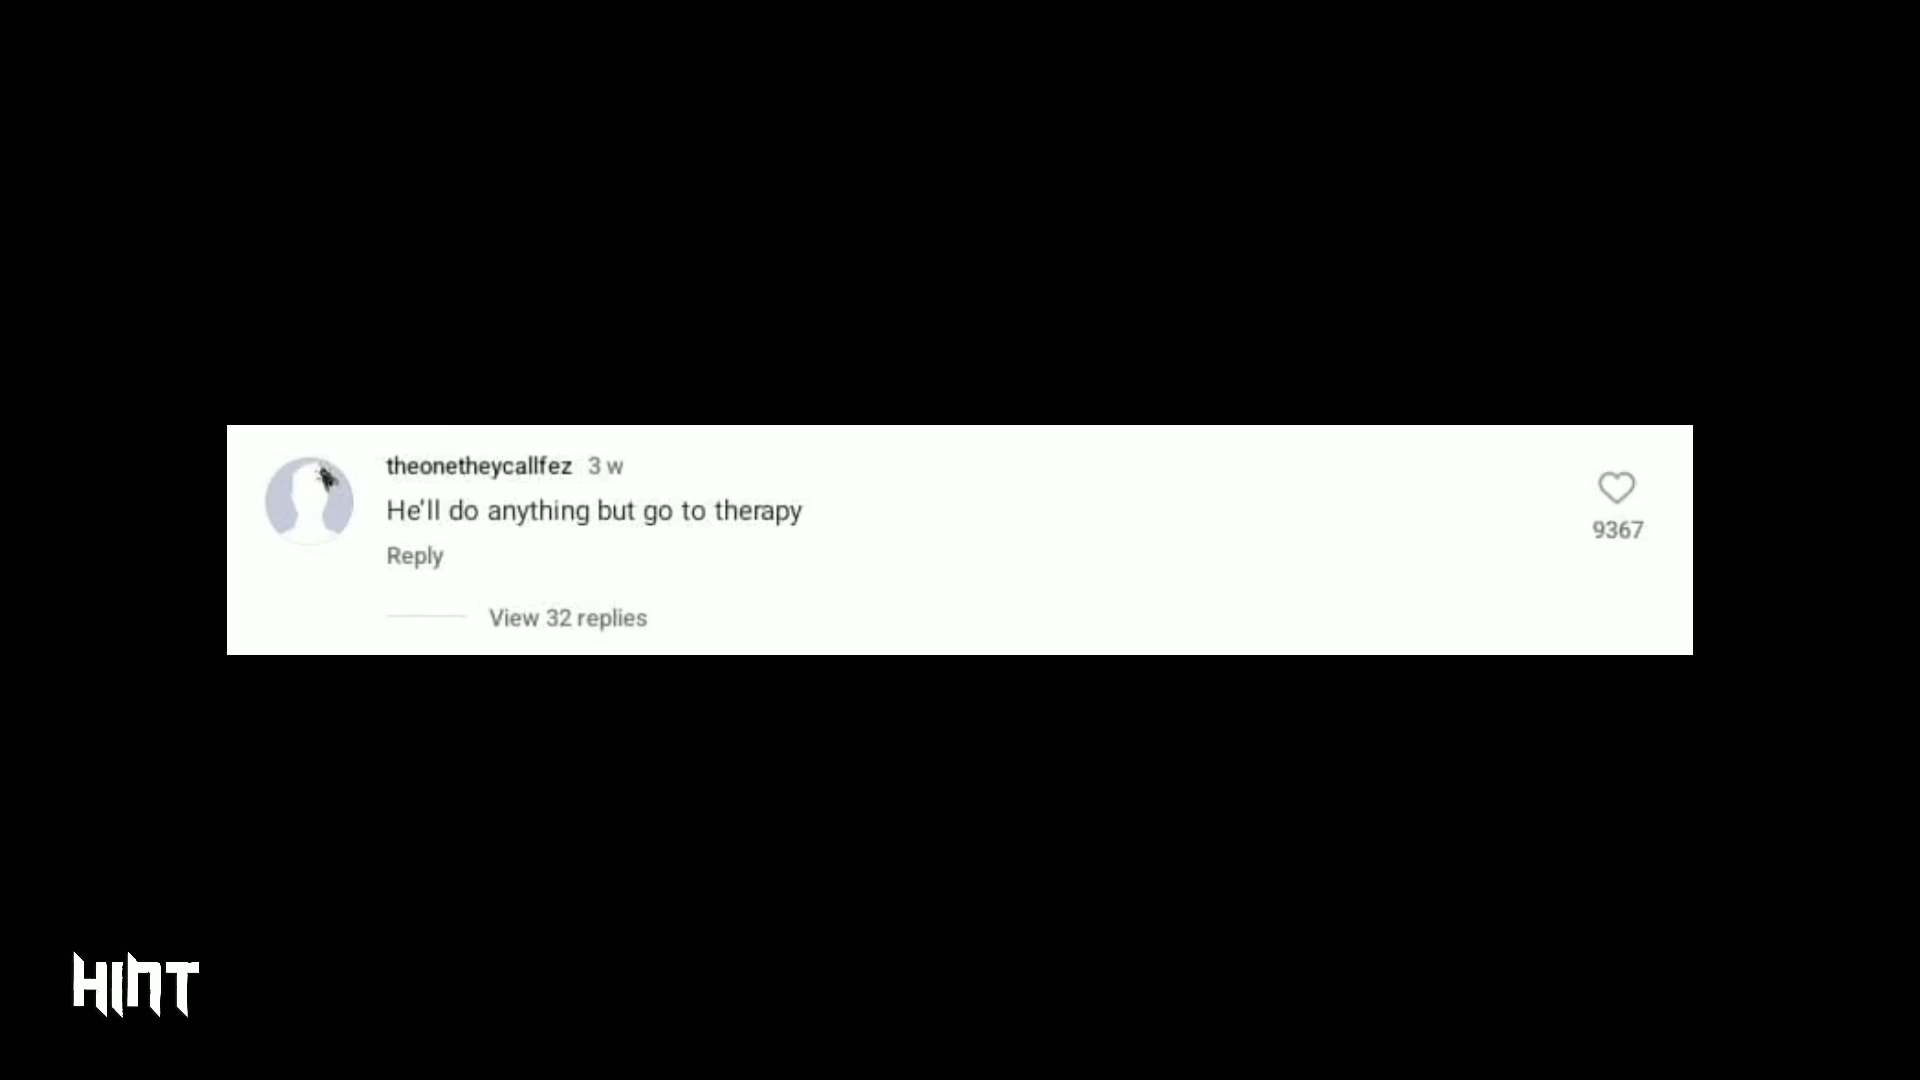 theonetheycallfez 3 w
He'll do anything but go to therapy
9367
Reply
View 32 replies
HINT